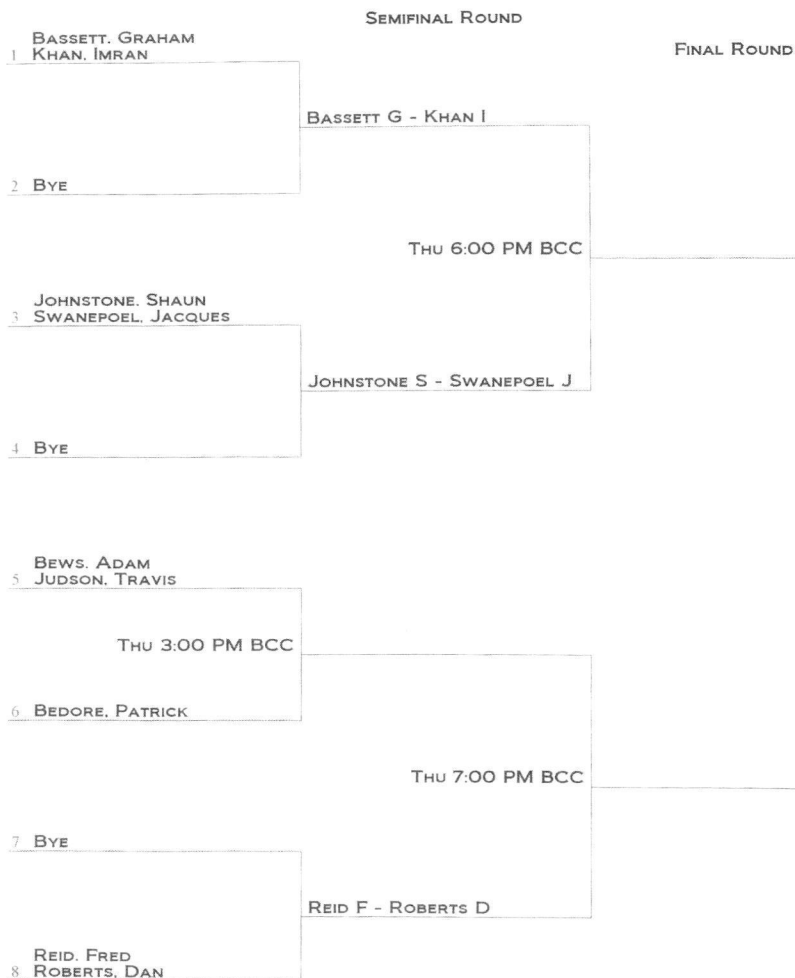 SEMIFINAL ROUND
FINAL ROUND
BASSETT, GRAHAM
1 KHAN, IMRAN
BASSETT G - KHAN I
2 BYE
THU 6:00 PM BCC
JOHNSTONE, SHAUN
3 SWANEPOEL, JACQUES
JOHNSTONE S - SWANEPOEL J
4 BYE
BEWS, ADAM
5 JUDSON, TRAVIS
THU 3:00 PM BCC
6 BEDORE, PATRICK
THU 7:00 PM BCC
7 BYE
REID F - ROBERTS D
REID, FRED
8 ROBERTS, DAN